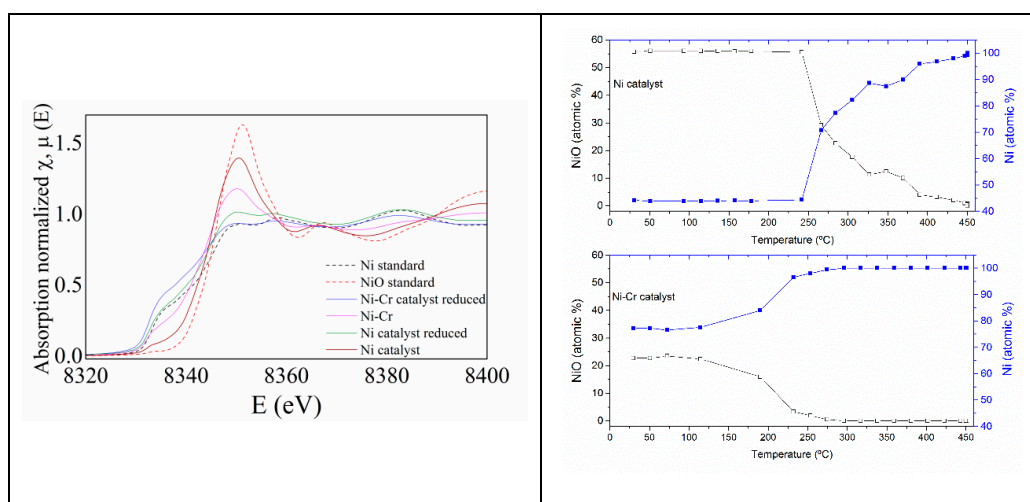 Absorption normalized χ, μ (E)
1.5
1.0
0.5
0.0
Ni standard
NiO standard
Ni-Cr catalyst reduced
Ni-Cr
Ni catalyst reduced
Ni catalyst
8320 8340 8360 8380 8400
E (eV)
NiO (atomic %)
60
50
40
30
20
10
0
Ni catalyst
100
90
80
70
60
50
40
Ni (atomic %)
0 50 100 150 200 250 300 350 400 450
Temperature (ºC)
NiO (atomic %)
60
50
40
30
20
10
0
Ni-Cr catalyst
100
90
80
70
60
50
40
Ni (atomic %)
0 50 100 150 200 250 300 350 400 450
Temperature (ºC)